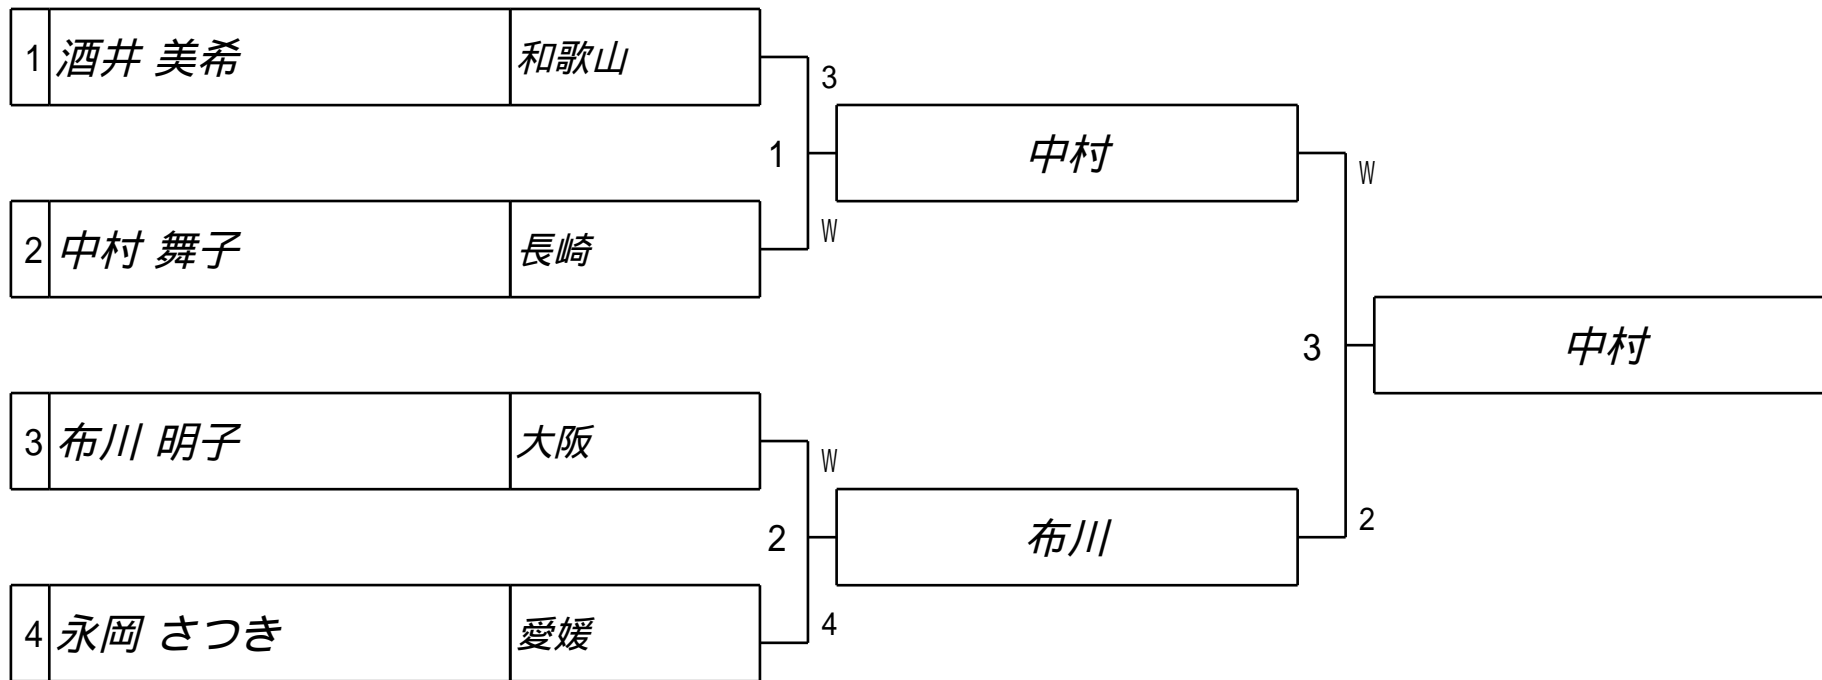 1 酒井 美希 和歌山
3
1
中村
W
2 中村 舞子 長崎
W
3
中村
3 布川 明子 大阪
W
2
布川
2
4 永岡 さつき 愛媛
4